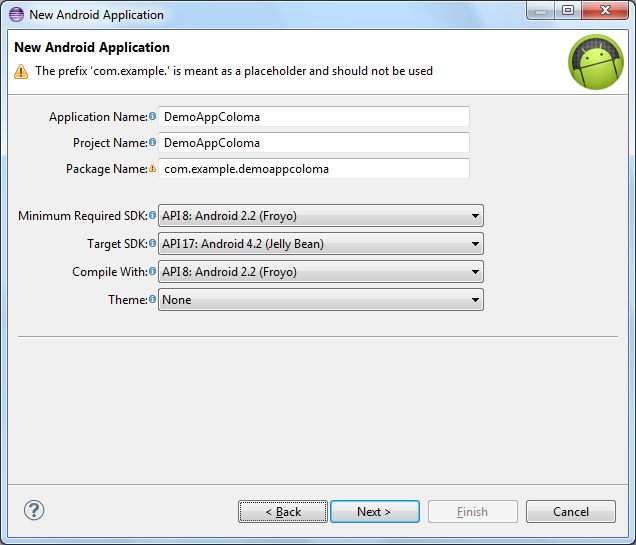 New Android Application
New Android Application
The prefix 'com.example.' is meant as a placeholder and should not be used
Application Name: DemoAppColoma
Project Name: DemoAppColoma
Package Name: com.example.demoappcoloma
Minimum Required SDK: API 8: Android 2.2 (Froyo)
Target SDK: API 17: Android 4.2 (Jelly Bean)
Compile With: API 8: Android 2.2 (Froyo)
Theme: None
? < Back Next > Finish Cancel